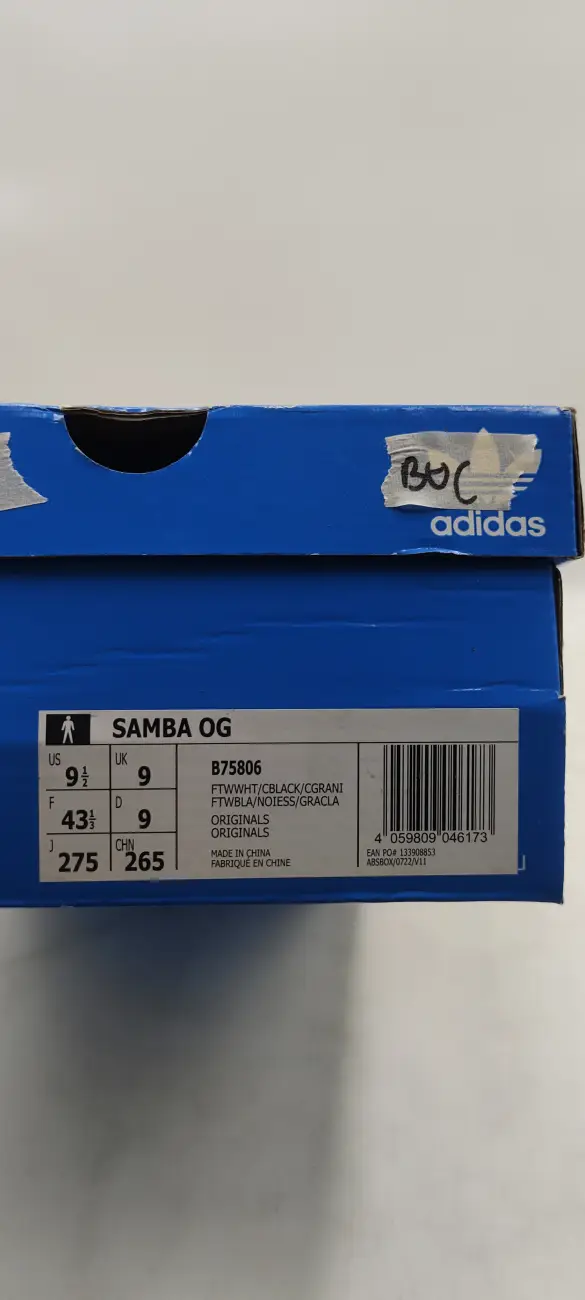 BUC
adidas
SAMBA OG
US 9½
UK 9
F 43⅓
D 9
J 275
CHN 265
B75806
FTWWHT/CBLACK/CGRANI
FTWBLA/NOIESS/GRACLA
ORIGINALS
ORIGINALS
MADE IN CHINA
FABRIQUÉ EN CHINE
4 059809 046173
EAN PO# 133908853
ABSBOX/0722/V11